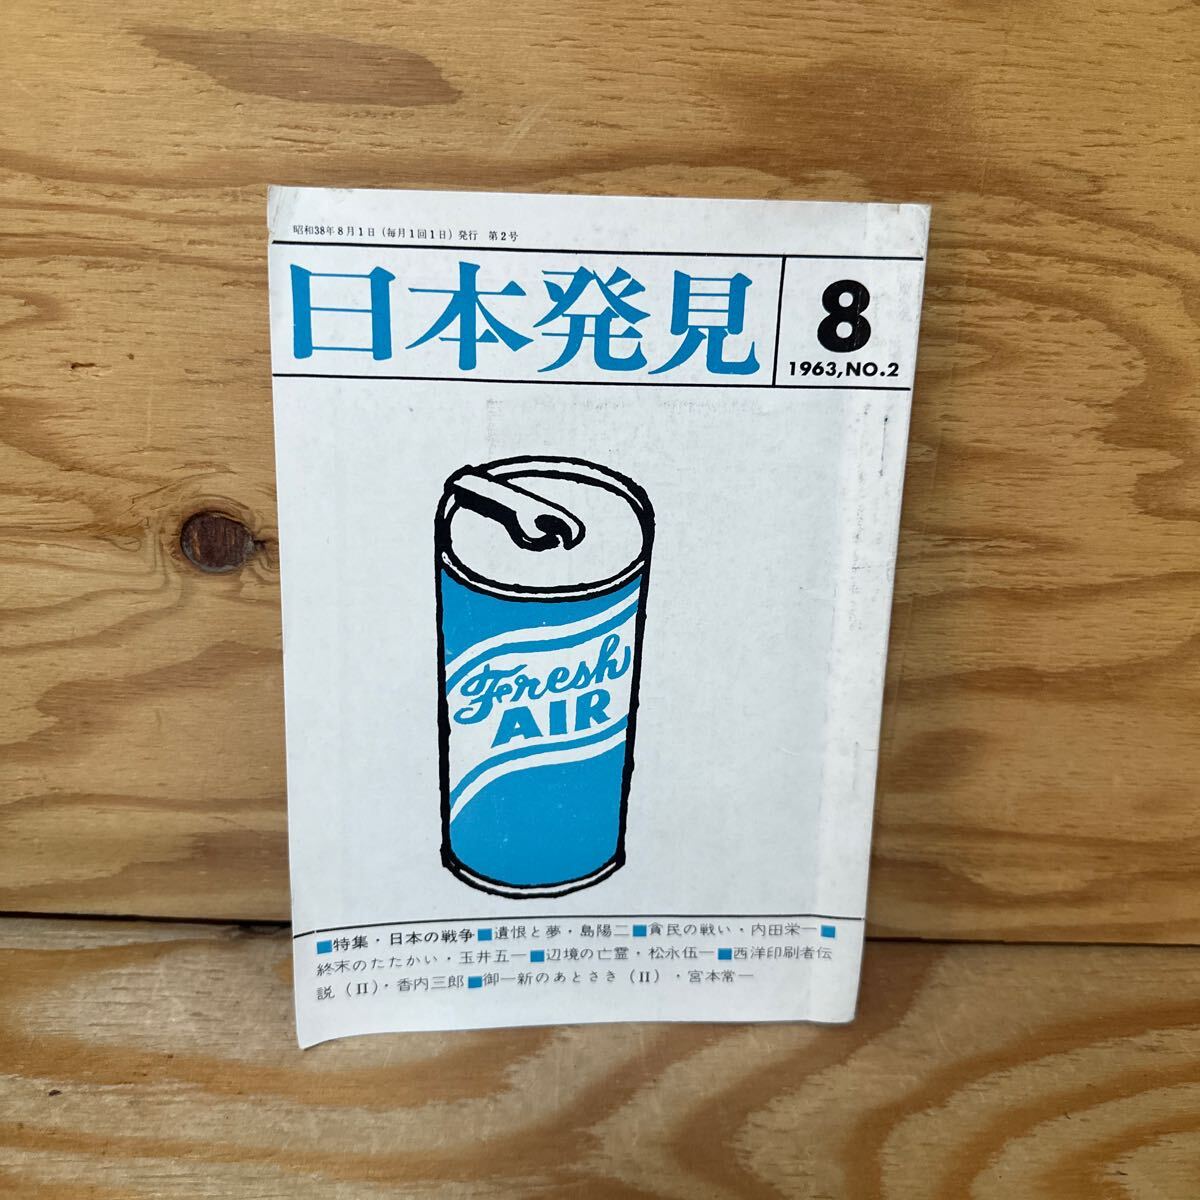 昭和38年8月1日(毎月1回1日)発行 第2号
日本発見
8
1963,NO.2
Fresh
AIR
■特集・日本の戦争■遺恨と夢・島陽二■貧民の戦い・内田栄一■
終末のたたかい・玉井五一■辺境の亡霊・松永伍一■西洋印刷者伝
説(II)・香内三郎■御一新のあとさき(II)・宮本常一